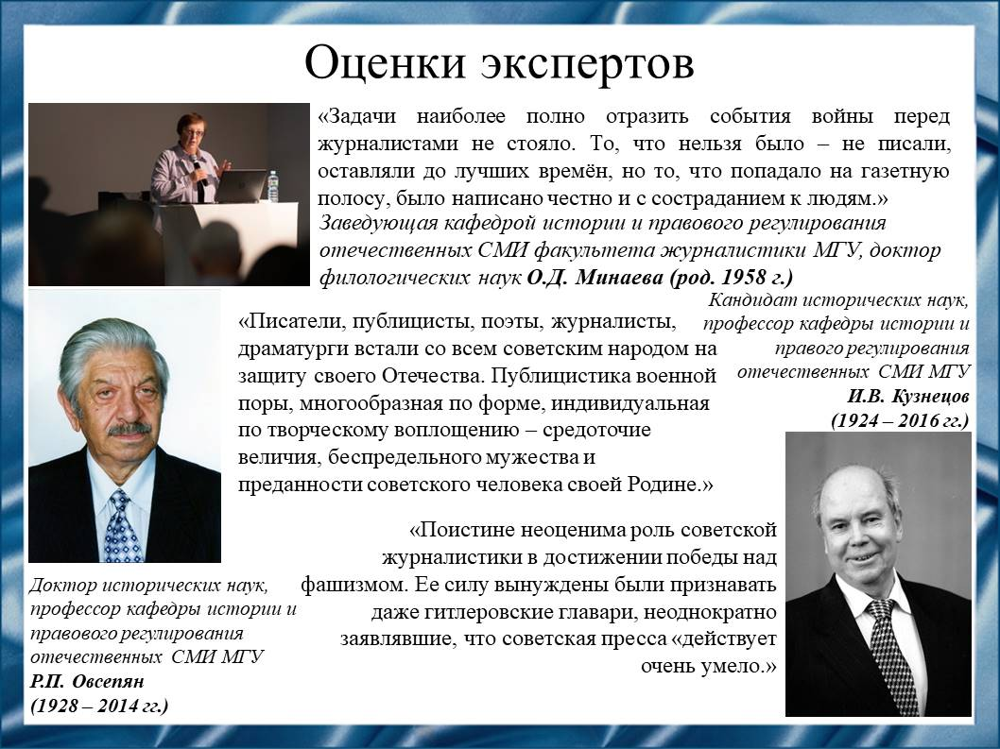 Оценки экспертов
«Задачи наиболее полно отразить события войны перед
журналистами не стояло. То, что нельзя было – не писали,
оставляли до лучших времён, но то, что попадало на газетную
полосу, было написано честно и с состраданием к людям.»
Заведующая кафедрой истории и правового регулирования
отечественных СМИ факультета журналистики МГУ, доктор
филологических наук О.Д. Минаева (род. 1958 г.)
«Писатели, публицисты, поэты, журналисты,
драматурги встали со всем советским народом на
защиту своего Отечества. Публицистика военной
поры, многообразная по форме, индивидуальная
по творческому воплощению – средоточие
величия, беспредельного мужества и
преданности советского человека своей Родине.»
Доктор исторических наук,
профессор кафедры истории и
правового регулирования
отечественных СМИ МГУ
Р.П. Овсепян
(1928 – 2014 гг.)
Кандидат исторических наук,
профессор кафедры истории и
правого регулирования
отечественных СМИ МГУ
И.В. Кузнецов
(1924 – 2016 гг.)
«Поистине неоценима роль советской
журналистики в достижении победы над
фашизмом. Ее силу вынуждены были признавать
даже гитлеровские главари, неоднократно
заявлявшие, что советская пресса «действует
очень умело.»